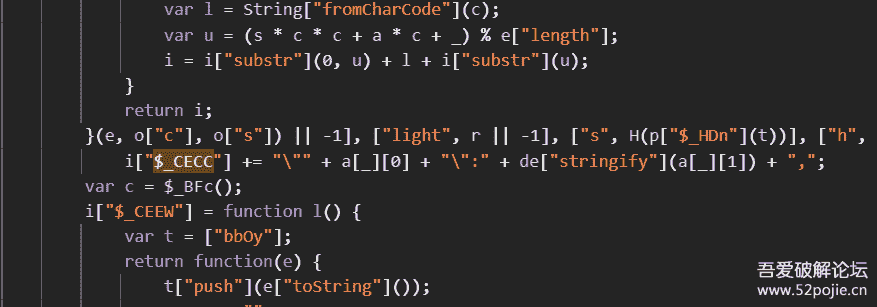 var l = String["fromCharCode"](c);
var u = (s * c * c + a * c + _) % e["length"];
i = i["substr"](0, u) + l + i["substr"](u);
}
return i;
}(e, o["c"], o["s"]) || -1], ["light", r || -1], ["s", H(p["$_HDn"](t))], ["h",
i["$_CECC"] += "\"" + a[_][0] + "\":" + de["stringify"](a[_][1]) + ",";
var c = $_BFc();
i["$_CEEW"] = function l() {
var t = ["bbOy"];
return function(e) {
t["push"](e["toString"]());
吾爱破解论坛
www.52pojie.cn